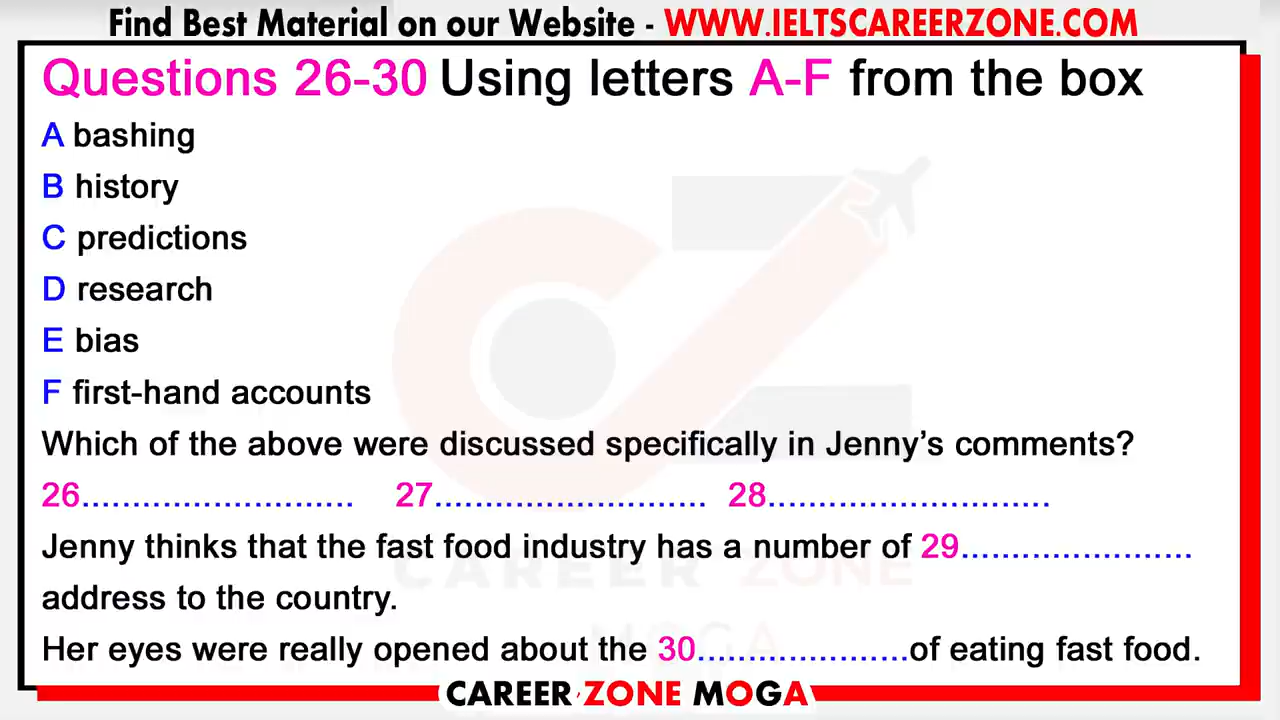 Find Best Material on our Website - WWW.IELTSCAREERZONE.COM
Questions 26-30 Using letters A-F from the box
A bashing
B history
C predictions
D research
E bias
F first-hand accounts
Which of the above were discussed specifically in Jenny’s comments?
26........................... 27........................... 28............................
Jenny thinks that the fast food industry has a number of 29.......................
address to the country.
Her eyes were really opened about the 30.....................of eating fast food.
CAREER ZONE
MOGA
CAREER ZONE MOGA